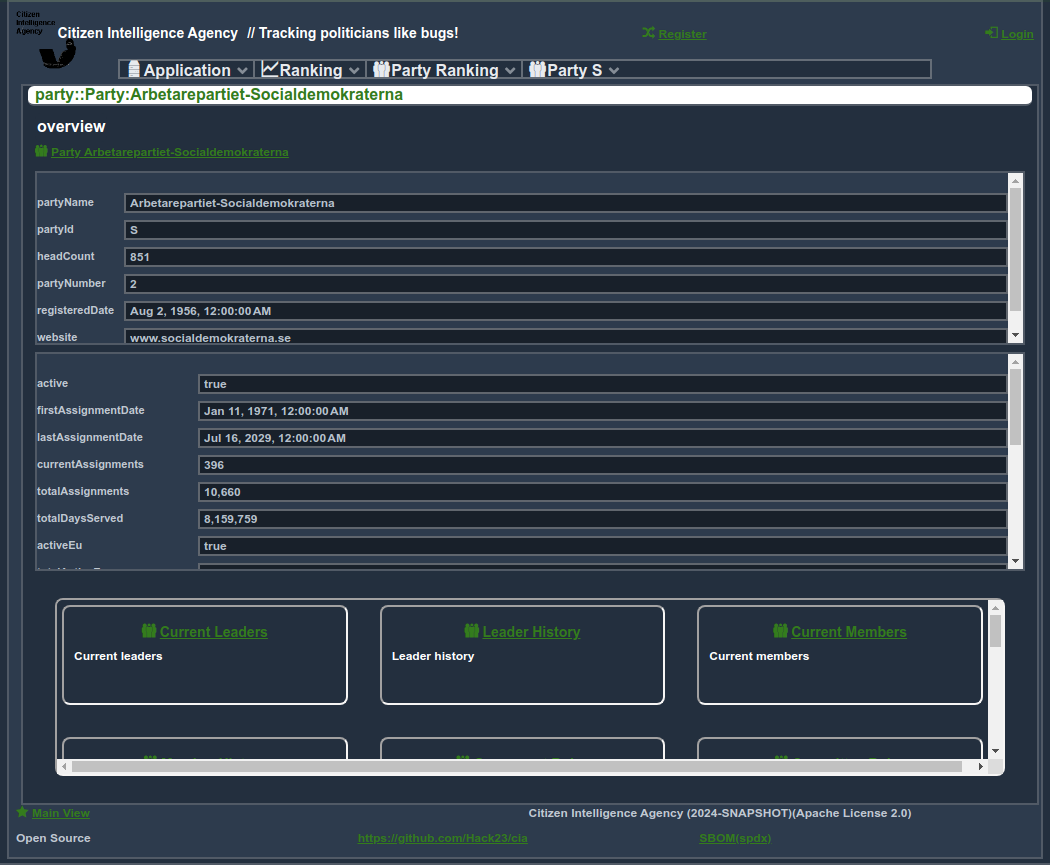 Citizen
Intelligence
Agency
Citizen Intelligence Agency // Tracking politicians like bugs!
Register
Login
Application
Ranking
Party Ranking
Party S
party::Party:Arbetarepartiet-Socialdemokraterna
overview
Party Arbetarepartiet-Socialdemokraterna
partyName Arbetarepartiet-Socialdemokraterna
partyId S
headCount 851
partyNumber 2
registeredDate Aug 2, 1956, 12:00:00 AM
website www.socialdemokraterna.se
active true
firstAssignmentDate Jan 11, 1971, 12:00:00 AM
lastAssignmentDate Jul 16, 2029, 12:00:00 AM
currentAssignments 396
totalAssignments 10,660
totalDaysServed 8,159,759
activeEu true
Current Leaders
Current leaders
Leader History
Leader history
Current Members
Current members
Main View
Citizen Intelligence Agency (2024-SNAPSHOT)(Apache License 2.0)
Open Source
https://github.com/Hack23/cia
SBOM(spdx)